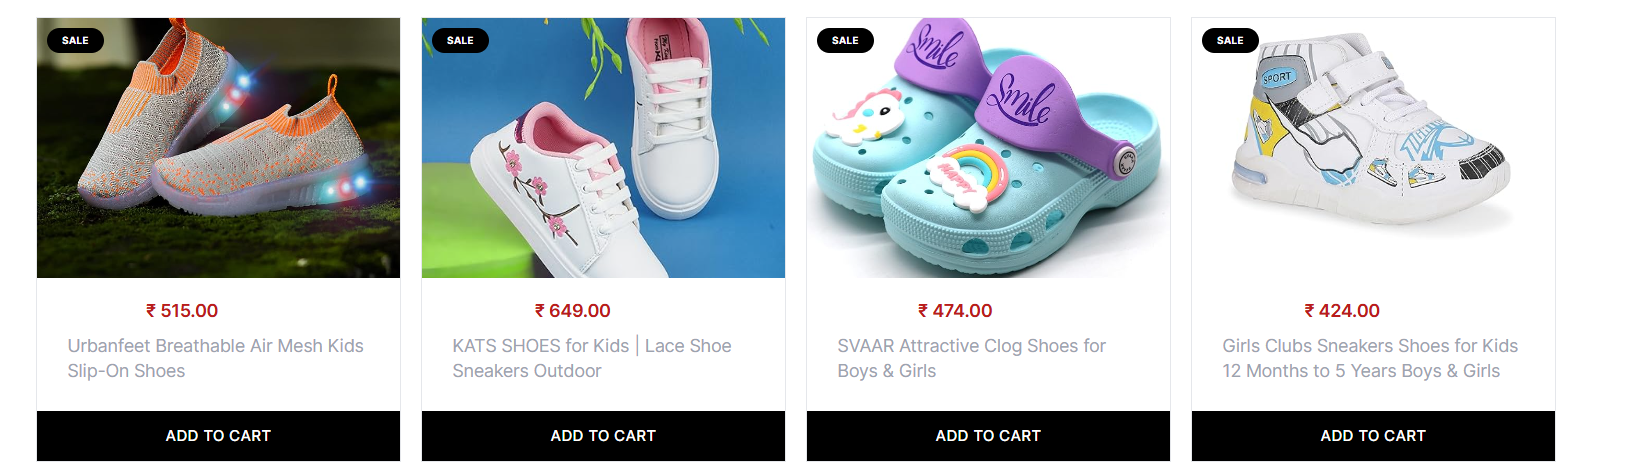 SALE
SALE
SALE
SALE
Smile
Smile
Happy
SPORT
₹ 515.00
Urbanfeet Breathable Air Mesh Kids
Slip-On Shoes
ADD TO CART
₹ 649.00
KATS SHOES for Kids | Lace Shoe
Sneakers Outdoor
ADD TO CART
₹ 474.00
SVAAR Attractive Clog Shoes for
Boys & Girls
ADD TO CART
₹ 424.00
Girls Clubs Sneakers Shoes for Kids
12 Months to 5 Years Boys & Girls
ADD TO CART